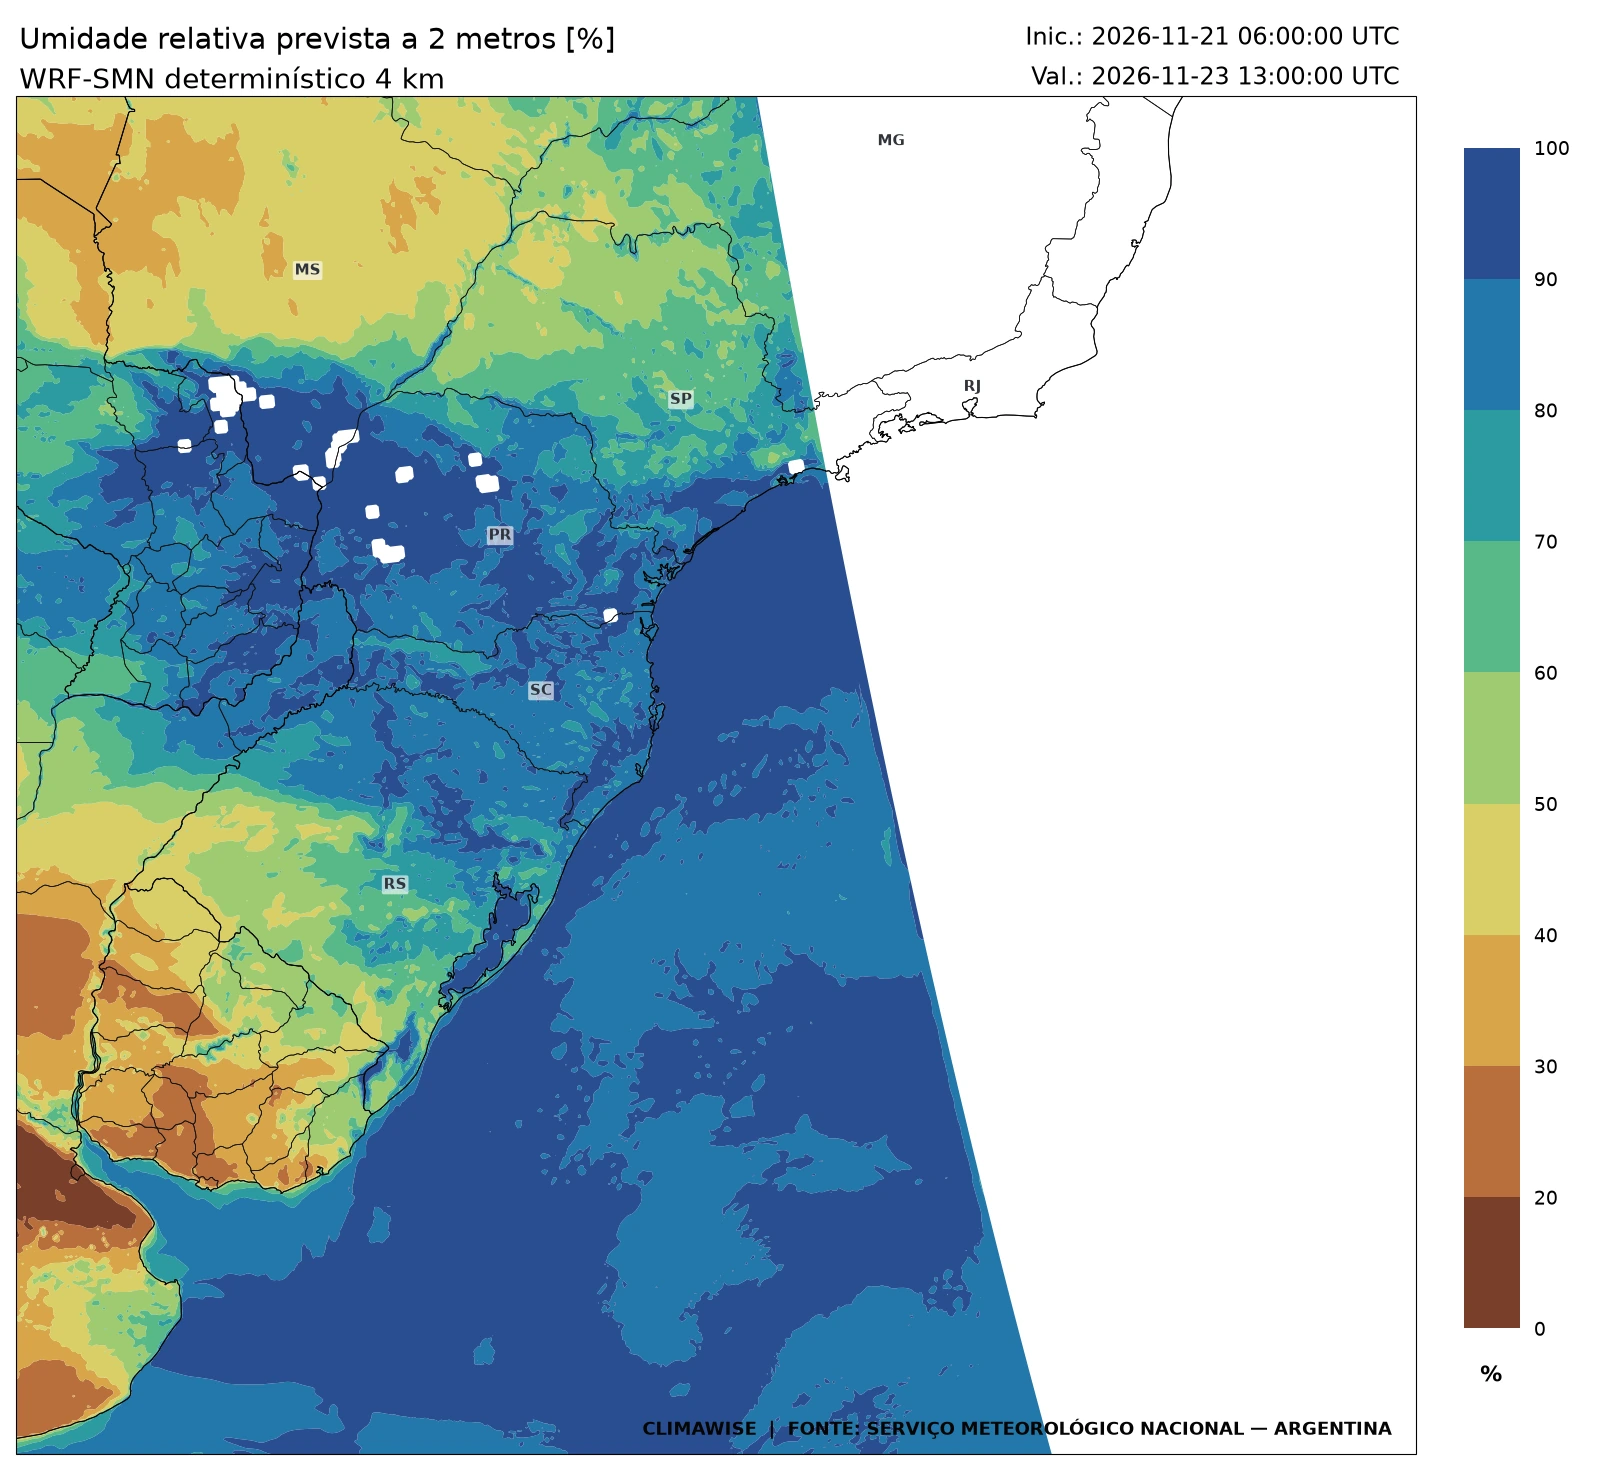 Umidade relativa prevista a 2 metros [%]
WRF-SMN determinístico 4 km
Inic.: 2026-11-21 06:00:00 UTC
Val.: 2026-11-23 13:00:00 UTC
MG
MS
RJ
SP
PR
SC
RS
100
90
80
70
60
50
40
30
20
0
%
CLIMAWISE | FONTE: SERVIÇO METEOROLÓGICO NACIONAL — ARGENTINA